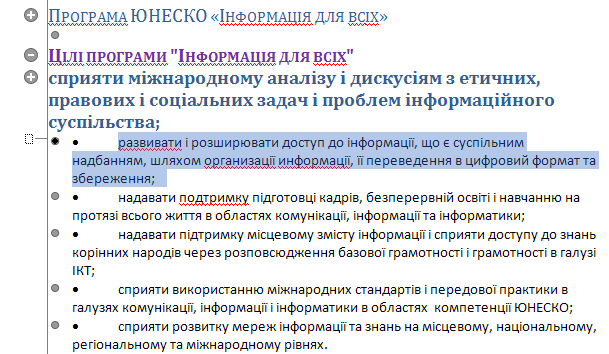 Програма ЮНЕСКО «Інформація для всіх»
Цілі програми "Інформація для всіх"
сприяти міжнародному аналізу і дискусіям з етичних,
правових і соціальних задач і проблем інформаційного
суспільства;
• развивати і розширювати доступ до інформації, що є суспільним
надбанням, шляхом организації информації, її переведення в цифровий формат та
збереження;
• надавати подтримку підготовці кадрів, безперервній освіті і навчанню на
протязі всього життя в областях комунікації, інформації та інформатики;
• надавати підтримку місцевому змісту інформації і сприяти доступу до знань
корінних народів через розповсюдження базової грамотності і грамотності в галузі
ІКТ;
• сприяти використанню міжнародних стандартів і передової практики в
галузях комунікації, інформації і інформатики в областях компетенції ЮНЕСКО;
• сприяти розвитку мереж інформації та знань на місцевому, національному,
регіональному та міжнародному рівнях.